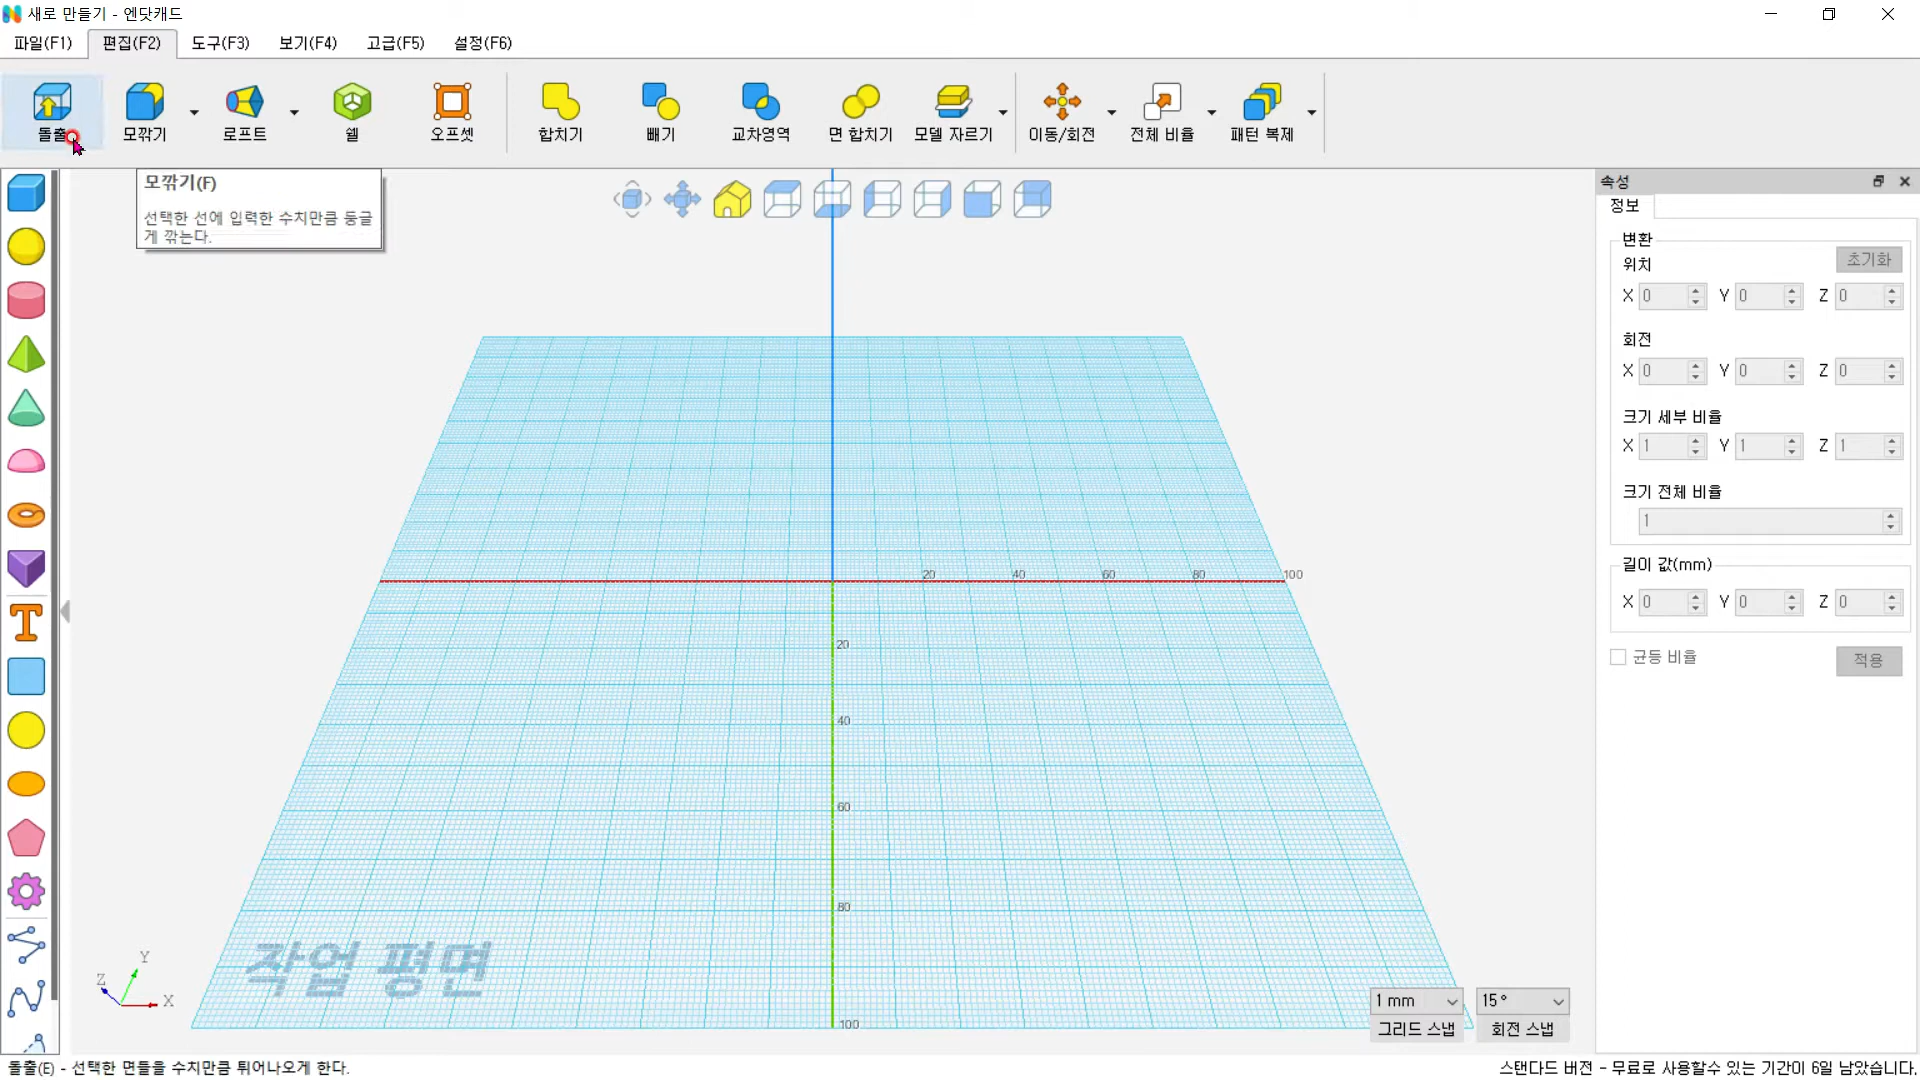 새로 만들기 - 엔닷캐드
파일(F1) 편집(F2) 도구(F3) 보기(F4) 고급(F5) 설정(F6)
돌출 모깎기 로프트 쉘 오프셋 합치기 빼기 교차영역 면 합치기 모델 자르기 이동/회전 전체 비율 패턴 복제
모깎기(F)
선택한 선에 입력한 수치만큼 둥글
게 깎는다.
속성
정보
변환
위치 초기화
X 0 Y 0 Z 0
회전
X 0 Y 0 Z 0
크기 세부 비율
X 1 Y 1 Z 1
크기 전체 비율
1
길이 값(mm)
X 0 Y 0 Z 0
균등 비율 적용
20 40 60 80 100
20
40
60
80
100
T
작업 평면
Y
Z
X
1 mm 15°
그리드 스냅 회전 스냅
돌출(E) - 선택한 면들을 수치만큼 튀어나오게 한다.
스탠다드 버전 - 무료로 사용할수 있는 기간이 6일 남았습니다.